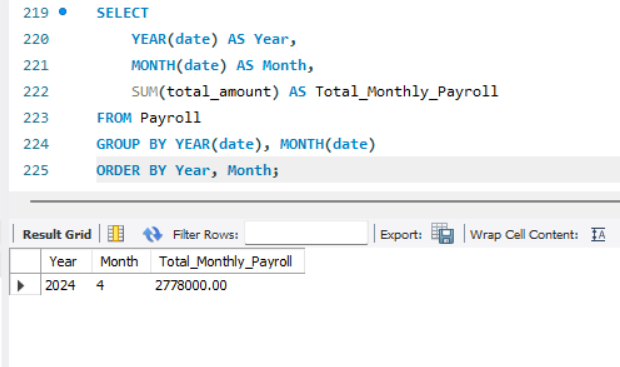 219 SELECT
220 YEAR(date) AS Year,
221 MONTH(date) AS Month,
222 SUM(total_amount) AS Total_Monthly_Payroll
223 FROM Payroll
224 GROUP BY YEAR(date), MONTH(date)
225 ORDER BY Year, Month;
Result Grid Filter Rows: Export: Wrap Cell Content: IA
Year Month Total_Monthly_Payroll
2024 4 2778000.00